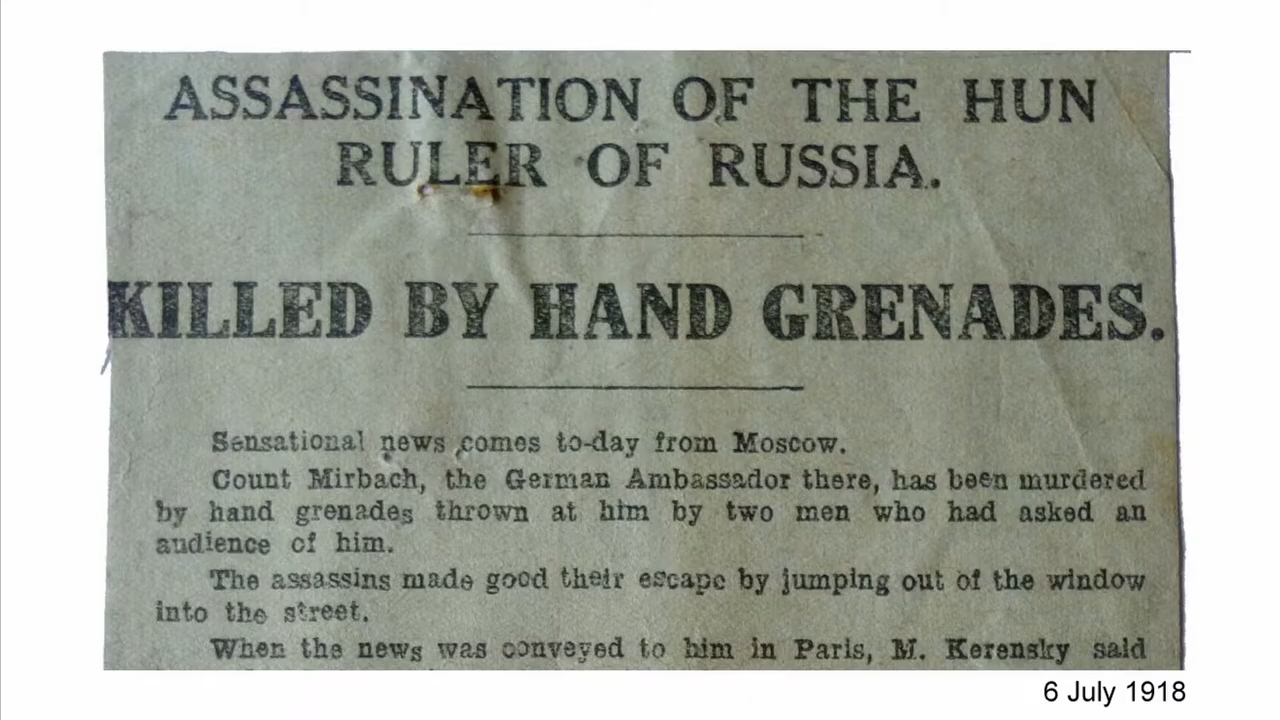 ASSASSINATION OF THE HUN
RULER OF RUSSIA.
KILLED BY HAND GRENADES.
Sensational news comes to-day from Moscow.
Count Mirbach, the German Ambassador there, has been murdered
by hand grenades thrown at him by two men who had asked an
audience of him.
The assassins made good their escape by jumping out of the window
into the street.
When the news was conveyed to him in Paris, M. Kerensky said
6 July 1918